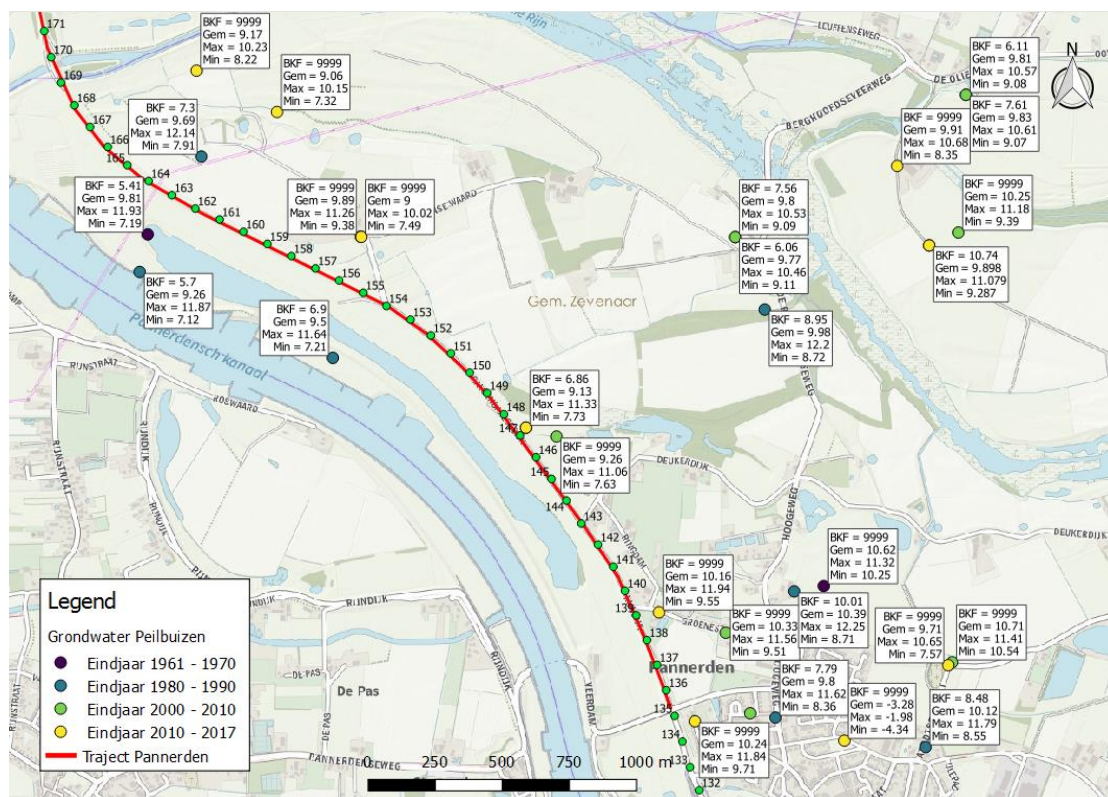 171
170
169
168
167
166
165
164
163
162
161
160
159
158
157
156
155
154
153
152
151
150
149
148
147
146
145
144
143
142
141
140
139
138
137
136
135
134
133
132
BKF = 9999
Gem = 9.17
Max = 10.23
Min = 8.22
BKF = 9999
Gem = 9.06
Max = 10.15
Min = 7.32
BKF = 7.3
Gem = 9.69
Max = 12.14
Min = 7.91
BKF = 5.41
Gem = 9.81
Max = 11.93
Min = 7.19
BKF = 9999
Gem = 9.89
Max = 11.26
Min = 9.38
BKF = 9999
Gem = 9
Max = 10.02
Min = 7.49
BKF = 5.7
Gem = 9.26
Max = 11.87
Min = 7.12
BKF = 6.9
Gem = 9.5
Max = 11.64
Min = 7.21
BKF = 6.11
Gem = 9.81
Max = 10.57
Min = 9.08
BKF = 7.61
Gem = 9.83
Max = 10.61
Min = 9.07
BKF = 9999
Gem = 9.91
Max = 10.68
Min = 8.35
BKF = 9999
Gem = 10.25
Max = 11.18
Min = 9.39
BKF = 10.74
Gem = 9.898
Max = 11.079
Min = 9.287
BKF = 7.56
Gem = 9.8
Max = 10.53
Min = 9.09
BKF = 6.06
Gem = 9.77
Max = 10.46
Min = 9.11
BKF = 8.95
Gem = 9.98
Max = 12.2
Min = 8.72
BKF = 6.86
Gem = 9.13
Max = 11.33
Min = 7.73
BKF = 9999
Gem = 9.26
Max = 11.06
Min = 7.63
BKF = 9999
Gem = 10.62
Max = 11.32
Min = 10.25
BKF = 9999
Gem = 10.16
Max = 11.94
Min = 9.55
BKF = 9999
Gem = 10.33
Max = 11.56
Min = 9.51
BKF = 10.01
Gem = 10.39
Max = 12.25
Min = 8.71
BKF = 9999
Gem = 9.71
Max = 10.65
Min = 7.57
BKF = 9999
Gem = 10.71
Max = 11.41
Min = 10.54
BKF = 7.79
Gem = 9.8
Max = 11.62
Min = 8.36
BKF = 9999
Gem = -3.28
Max = -1.98
Min = -4.34
BKF = 8.48
Gem = 10.12
Max = 11.79
Min = 8.55
BKF = 9999
Gem = 10.24
Max = 11.84
Min = 9.71
N
de Rijn
LEUFFENSEWEG
BERGHOOFDSEVEERWEG
Gem. Zevenaar
Pannerdensch kanaal
RIJNSTRAAT
ROSWAARD
RIJNDIJK
RIJNSTRAAT
RIJNDIJK
DEUKERDIJK
HOOGEWEG
DEUKERDIJK
RIJNDIJK
RIJNDIJK
Pannerden
DE PAS
De Pas
DE PAS
RIJNDIJK
VEERDAM
PANNERDENSEWEG
Legend
Grondwater Peilbuizen
Eindjaar 1961 - 1970
Eindjaar 1980 - 1990
Eindjaar 2000 - 2010
Eindjaar 2010 - 2017
Traject Pannerden
0 250 500 750 1000 m